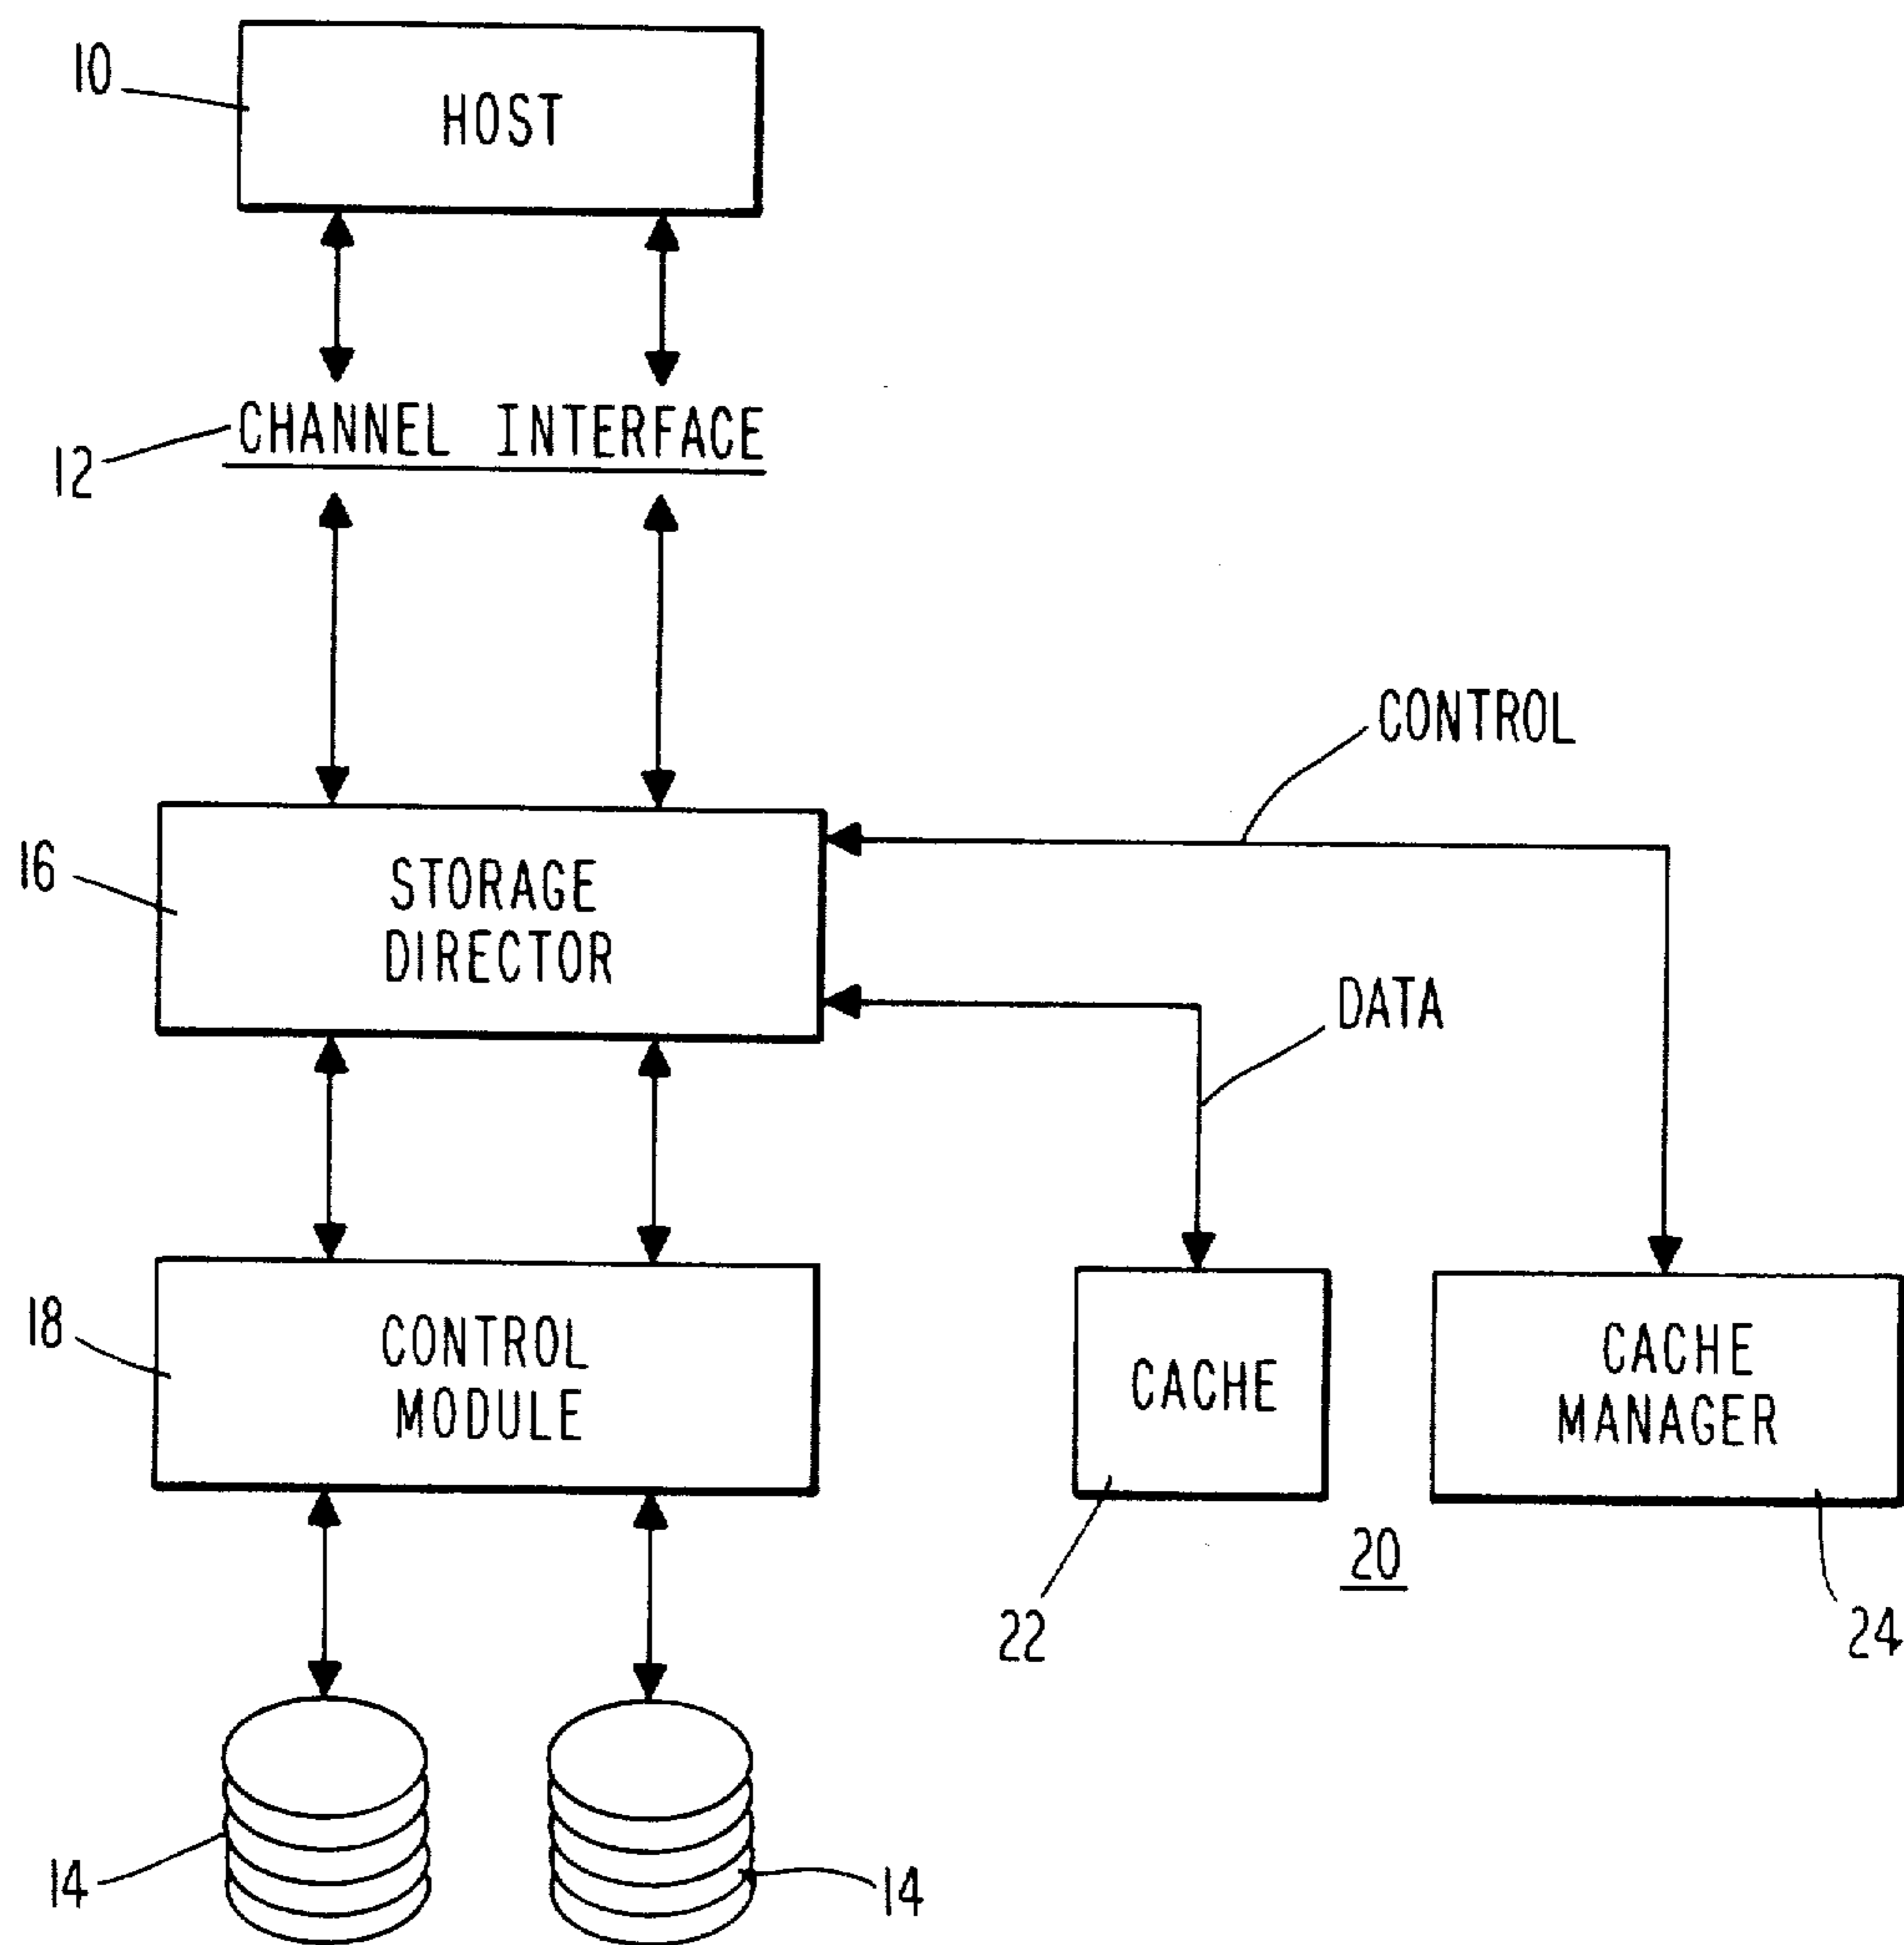 10
HOST
12
CHANNEL INTERFACE
CONTROL
16
STORAGE
DIRECTOR
DATA
18
CONTROL
MODULE
CACHE
CACHE
MANAGER
20
22
24
14
14